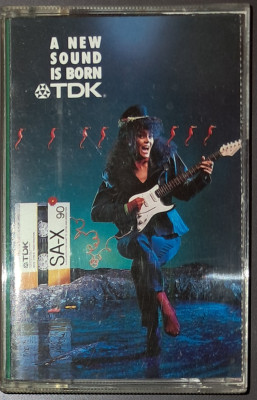 A NEW
SOUND
IS BORN
TDK®
TDK
SA-X 90